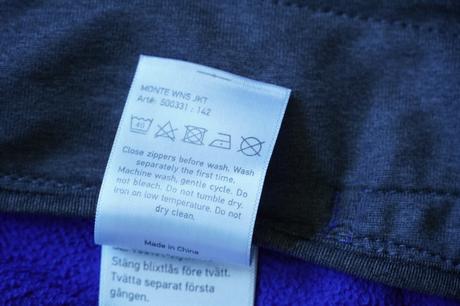 MONTE WNS JKT
Art#: 500331 : 142
40
Close zippers before wash. Wash
separately the first time.
Machine wash, gentle cycle. Do
not bleach. Do not tumble dry.
Iron on low temperature. Do not
dry clean.
Made in China
Stäng blixtlås före tvätt.
Tvätta separat första
gången.